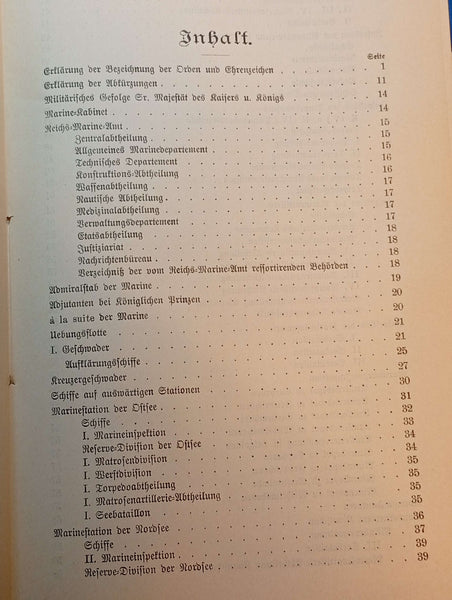 Inhalt.
Seite
Erklärung der Bezeichnung der Orden und Ehrenzeichen . . 1
Erklärung der Abkürzungen . . 11
Militärisches Gefolge Sr. Majestät des Kaisers u. Königs . . 14
Marine-Kabinet . . 14
Reichs-Marine-Amt . . 15
Zentralabtheilung . . 15
Allgemeines Marinedepartement . . 15
Technisches Departement . . 16
Konstruktions-Abtheilung . . 16
Waffenabtheilung . . 17
Nautische Abtheilung . . 17
Medizinalabtheilung . . 17
Verwaltungsdepartement . . 17
Etatsabtheilung . . 18
Justiziariat . . 18
Nachrichtenbüreau . . 18
Verzeichniß der vom Reichs-Marine-Amt ressortirenden Behörden . . 18
Admiralstab der Marine . . 19
Adjutanten bei Königlichen Prinzen . . 20
à la suite der Marine . . 20
Uebungsflotte . . 21
I. Geschwader . . 21
Aufklärungsschiffe . . 25
Kreuzergeschwader . . 27
Schiffe auf auswärtigen Stationen . . 30
Marinestation der Ostsee . . 31
Schiffe . . 32
I. Marineinspektion . . 33
Reserve-Division der Ostsee . . 34
I. Matrosendivision . . 34
I. Werftdivision . . 35
I. Torpedoabtheilung . . 35
I. Matrosenartillerie-Abtheilung . . 35
I. Seebataillon . . 35
Marinestation der Nordsee . . 36
Schiffe . . 37
II. Marineinspektion . . 39
Reserve-Division der Nordsee . . 39